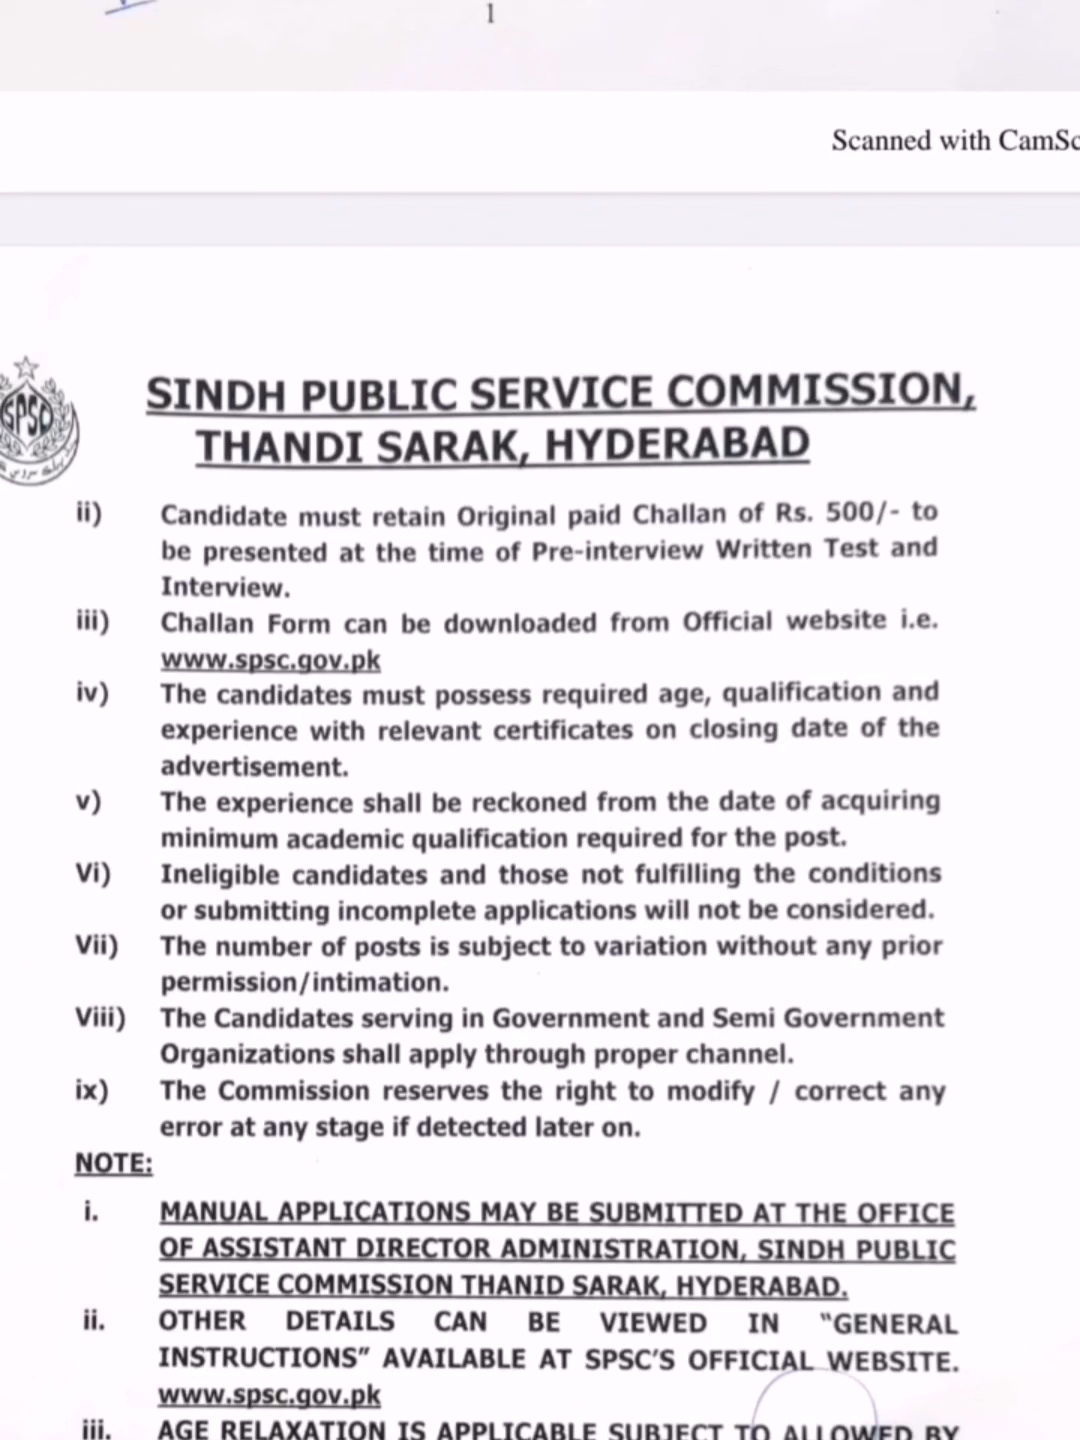 1
Scanned with CamSc
SPSC
SINDH PUBLIC SERVICE COMMISSION,
THANDI SARAK, HYDERABAD
ii) Candidate must retain Original paid Challan of Rs. 500/- to
be presented at the time of Pre-interview Written Test and
Interview.
iii) Challan Form can be downloaded from Official website i.e.
www.spsc.gov.pk
iv) The candidates must possess required age, qualification and
experience with relevant certificates on closing date of the
advertisement.
v) The experience shall be reckoned from the date of acquiring
minimum academic qualification required for the post.
Vi) Ineligible candidates and those not fulfilling the conditions
or submitting incomplete applications will not be considered.
Vii) The number of posts is subject to variation without any prior
permission/intimation.
Viii) The Candidates serving in Government and Semi Government
Organizations shall apply through proper channel.
ix) The Commission reserves the right to modify / correct any
error at any stage if detected later on.
NOTE:
i. MANUAL APPLICATIONS MAY BE SUBMITTED AT THE OFFICE
OF ASSISTANT DIRECTOR ADMINISTRATION, SINDH PUBLIC
SERVICE COMMISSION THANID SARAK, HYDERABAD.
ii. OTHER DETAILS CAN BE VIEWED IN "GENERAL
INSTRUCTIONS" AVAILABLE AT SPSC'S OFFICIAL WEBSITE.
www.spsc.gov.pk
iii. AGE RELAXATION IS APPLICABLE SUBJECT TO ALLOWED BY